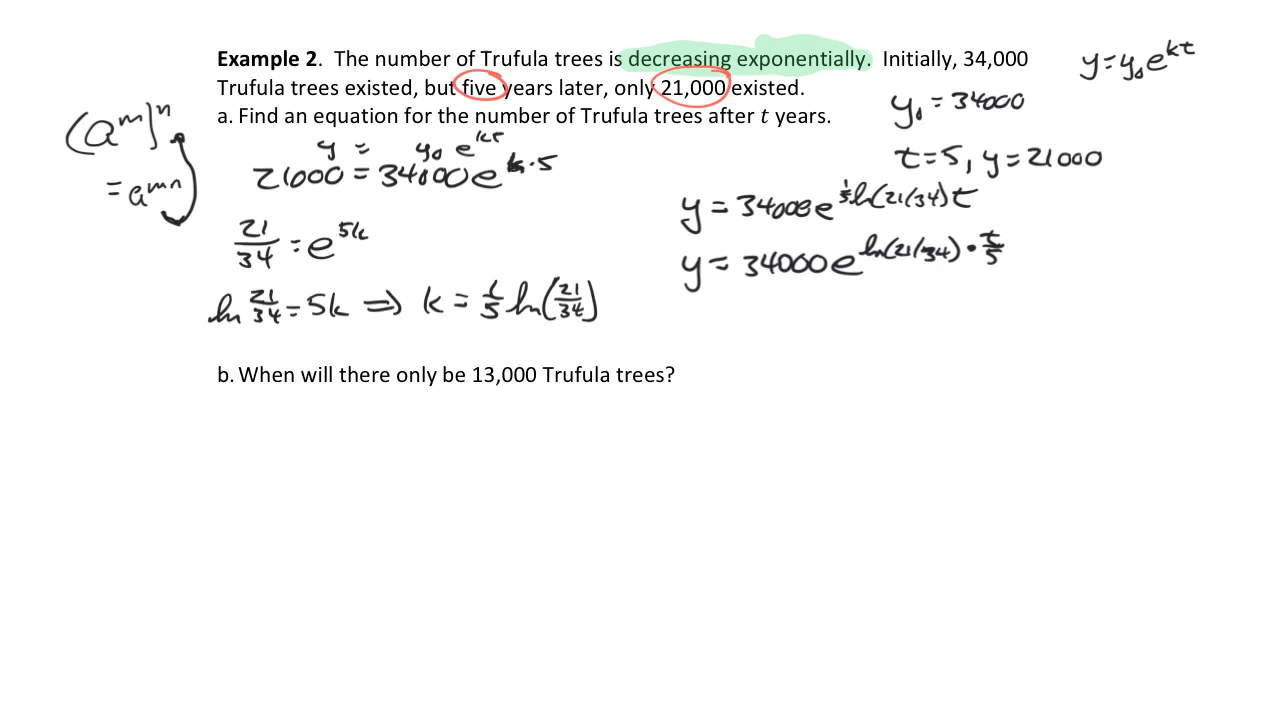 Example 2. The number of Trufula trees is decreasing exponentially. Initially, 34,000
Trufula trees existed, but five years later, only 21,000 existed.
a. Find an equation for the number of Trufula trees after t years.
y = y₀e^{kt}
y₀ = 34000
t=5, y=21000
(a^m)^n
= a^{mn}
y = y₀ e^{kt}
21000 = 34000e^{k·5}
21/34 = e^{5k}
ln 21/34 = 5k ⇒ k = 1/5 ln(21/34)
y = 34000e^{1/5 ln(21/34)t}
y = 34000e^{ln(21/34)·t/5}
b. When will there only be 13,000 Trufula trees?